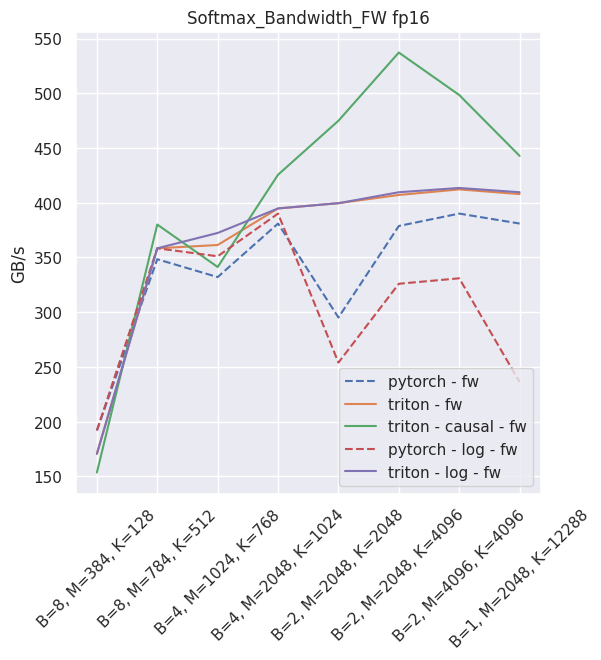 Softmax_Bandwidth_FW fp16
GB/s
550
500
450
400
350
300
250
200
150
pytorch - fw
triton - fw
triton - causal - fw
pytorch - log - fw
triton - log - fw
B=8, M=384, K=128
B=8, M=784, K=512
B=4, M=1024, K=768
B=4, M=2048, K=1024
B=2, M=2048, K=2048
B=2, M=2048, K=4096
B=2, M=4096, K=4096
B=1, M=2048, K=12288